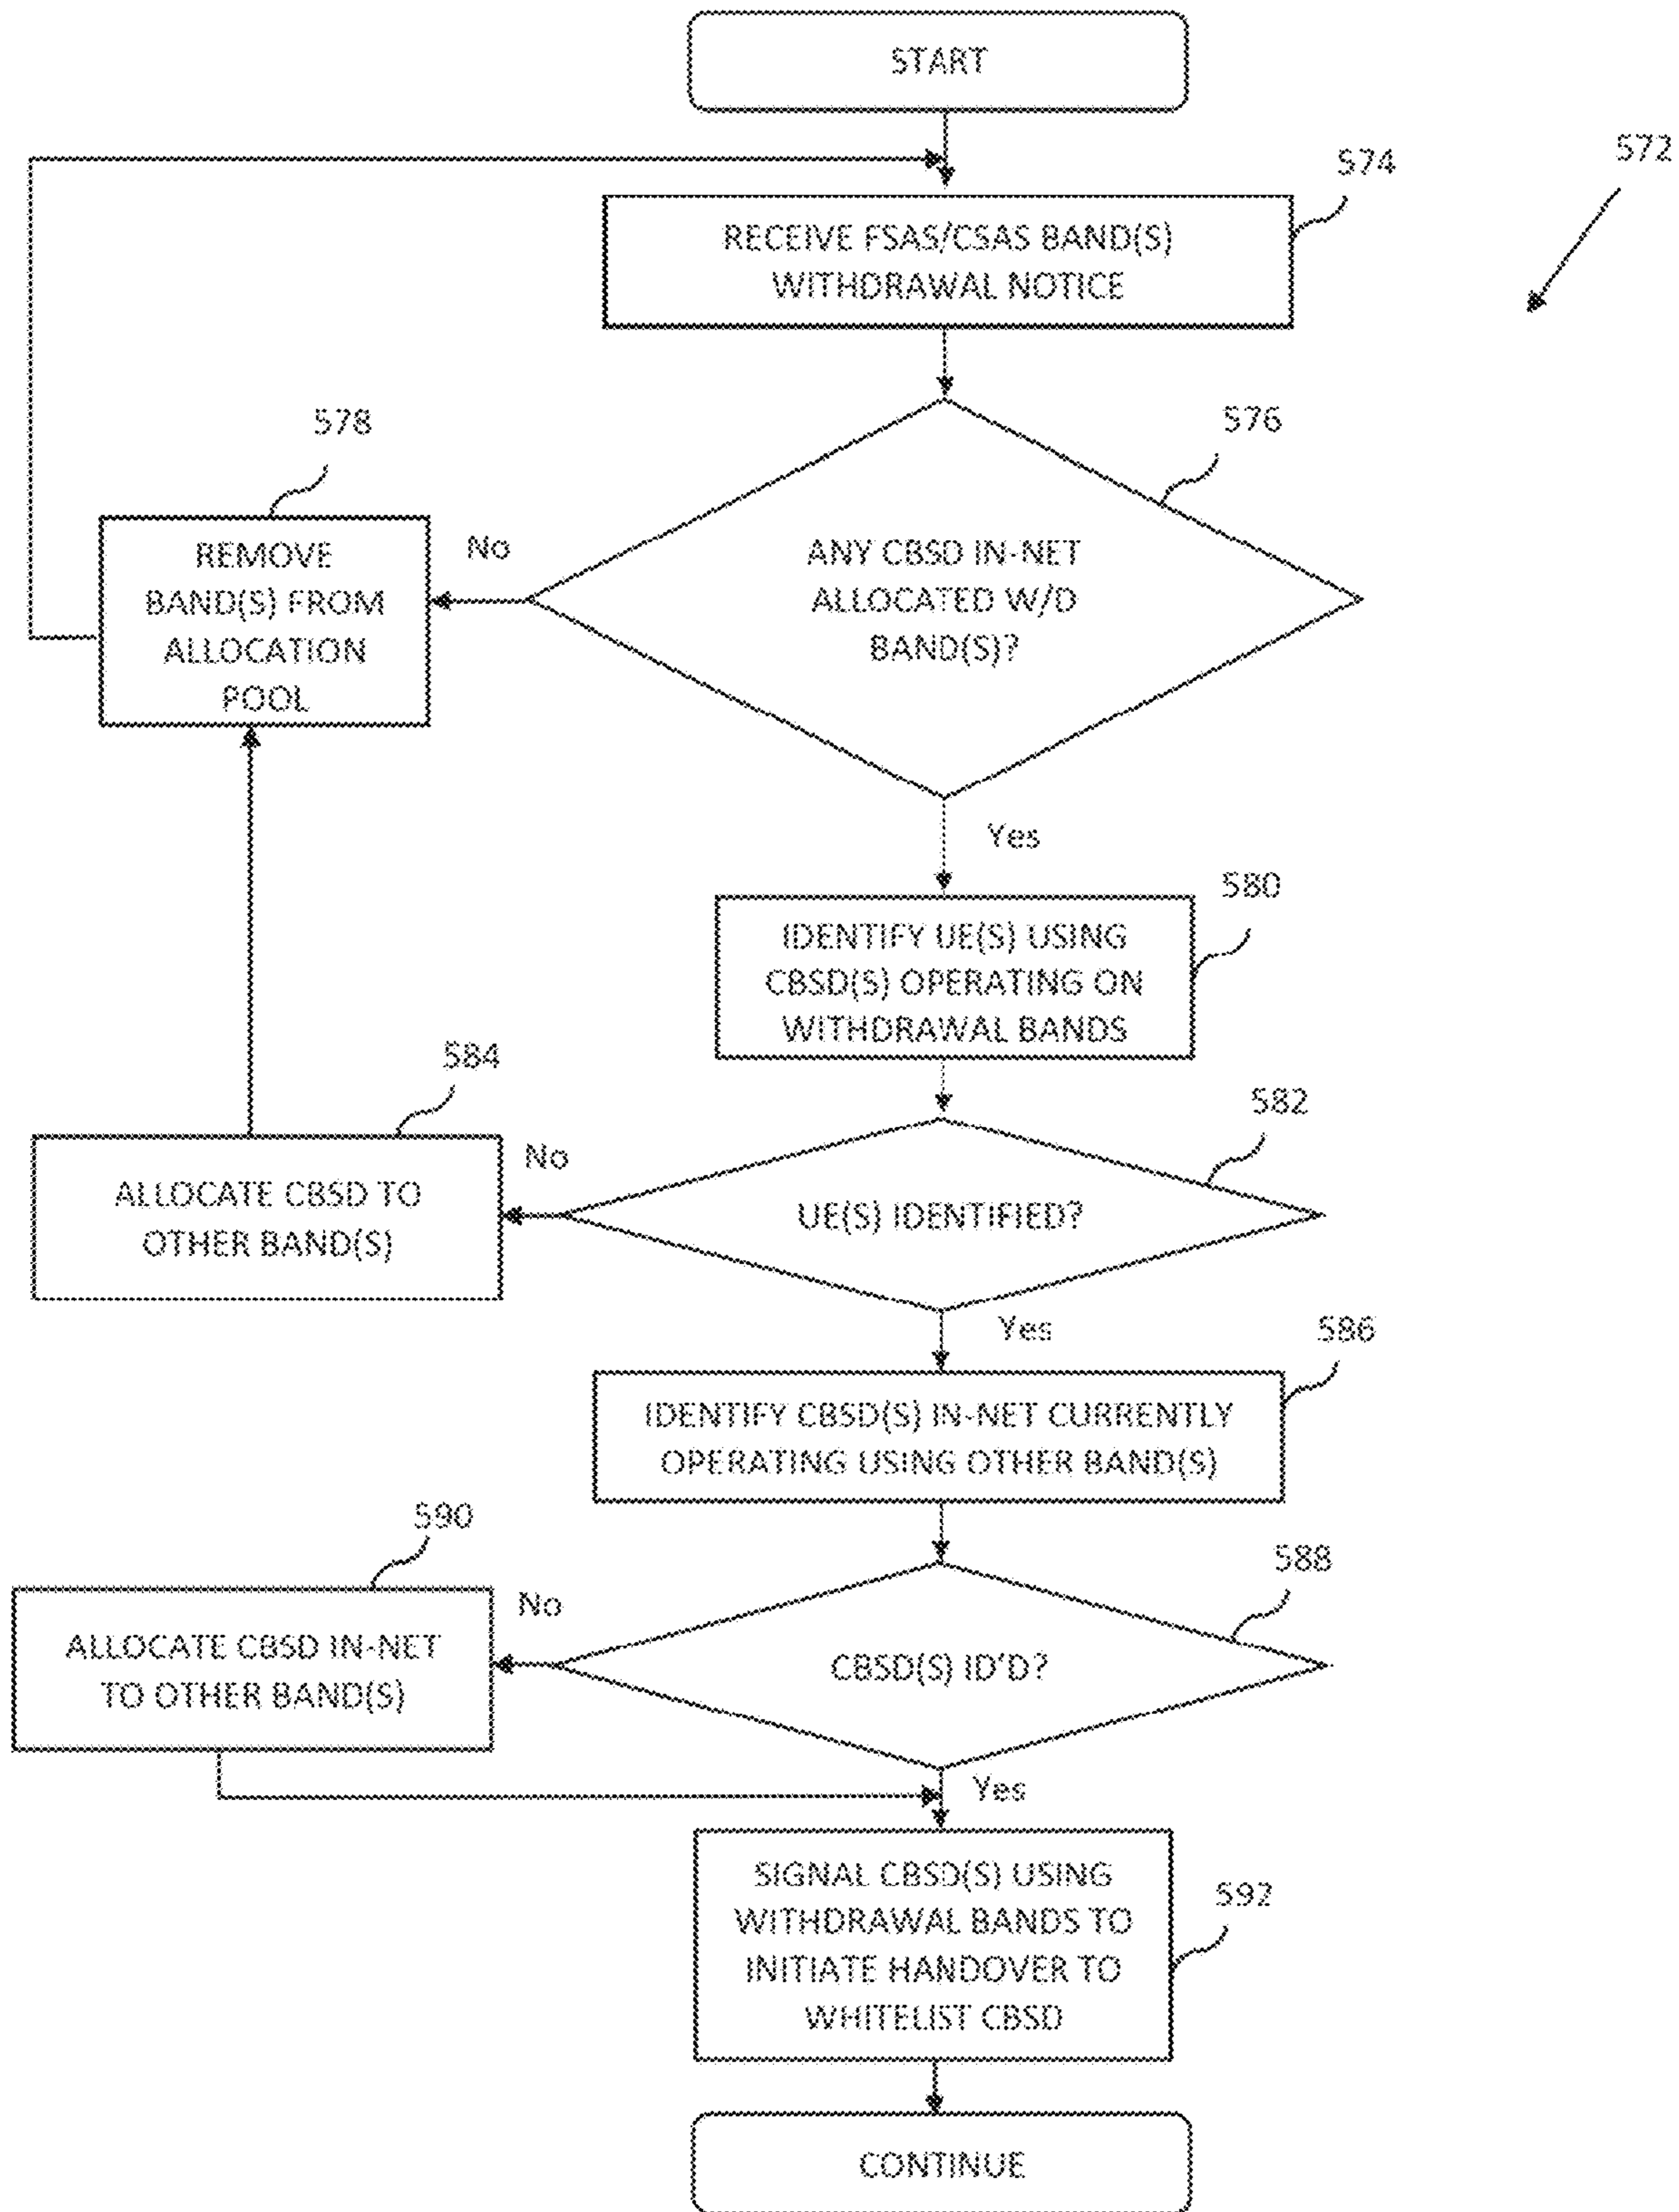 START
572
574
RECEIVE FSAS/CSAS BAND(S)
WITHDRAWAL NOTICE
578
576
REMOVE
BAND(S) FROM
ALLOCATION
POOL
No
ANY CBSD IN-NET
ALLOCATED W/D
BAND(S)?
Yes
580
IDENTIFY UE(S) USING
CBSD(S) OPERATING ON
WITHDRAWAL BANDS
584
582
ALLOCATE CBSD TO
OTHER BAND(S)
No
UE(S) IDENTIFIED?
Yes
586
IDENTIFY CBSD(S) IN-NET CURRENTLY
OPERATING USING OTHER BAND(S)
590
588
ALLOCATE CBSD IN-NET
TO OTHER BAND(S)
No
CBSD(S) ID'D?
Yes
592
SIGNAL CBSD(S) USING
WITHDRAWAL BANDS TO
INITIATE HANDOVER TO
WHITELIST CBSD
CONTINUE